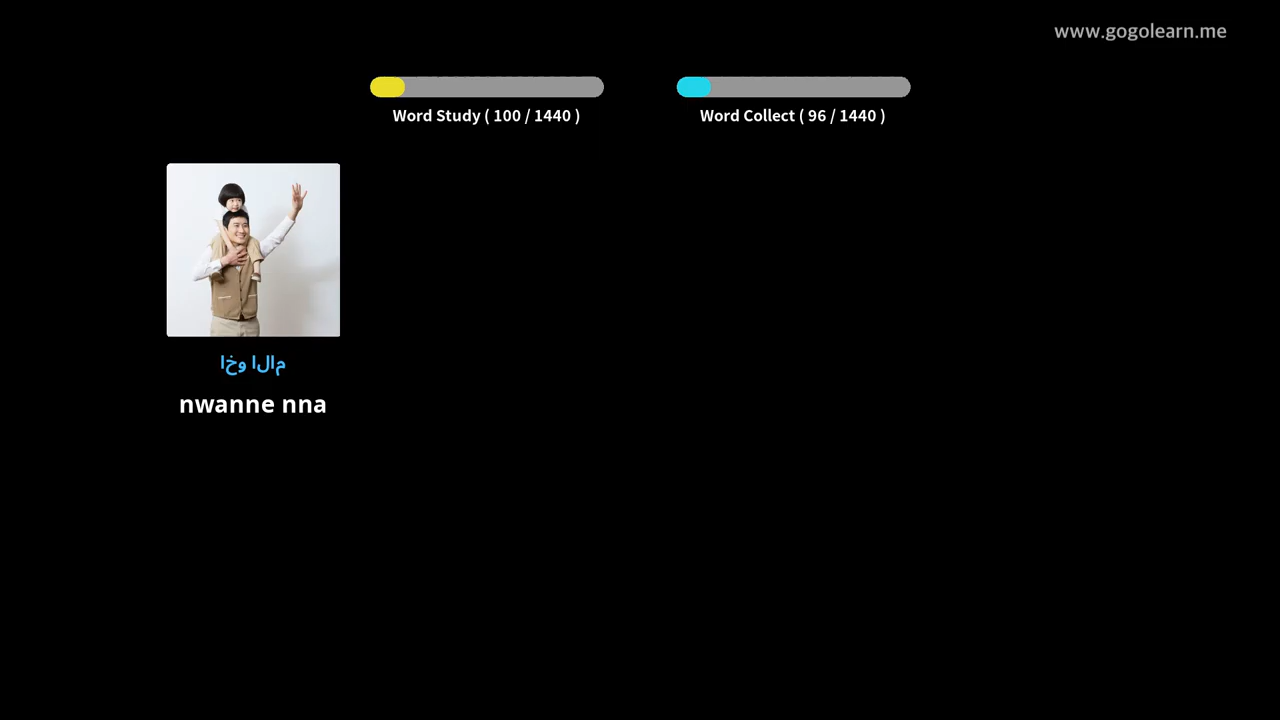 www.gogolearn.me
Word Study ( 100 / 1440 )
Word Collect ( 96 / 1440 )
اخو الام
nwanne nna